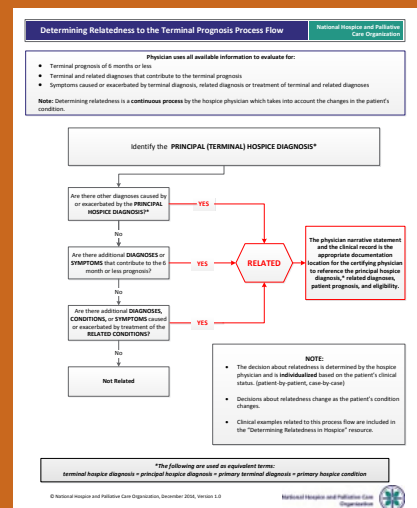 Determining Relatedness to the Terminal Prognosis Process Flow
National Hospice and Palliative
Care Organization
Physician uses all available information to evaluate for:
• Terminal prognosis of 6 months or less
• Terminal and related diagnoses that contribute to the terminal prognosis
• Symptoms caused or exacerbated by terminal diagnosis, related diagnosis or treatment of terminal and related diagnoses
Note: Determining relatedness is a continuous process by the hospice physician which takes into account the changes in the patient's
condition.
Identify the PRINCIPAL (TERMINAL) HOSPICE DIAGNOSIS*
Are there other diagnoses caused by
or exacerbated by the PRINCIPAL
HOSPICE DIAGNOSIS?*
YES
No
Are there additional DIAGNOSES or
SYMPTOMS that contribute to the 6
month or less prognosis?
YES
RELATED
The physician narrative statement
and the clinical record is the
appropriate documentation
location for the certifying physician
to reference the principal hospice
diagnosis,* related diagnoses,
patient prognosis, and eligibility.
No
Are there additional DIAGNOSES,
CONDITIONS, or SYMPTOMS caused
or exacerbated by treatment of the
RELATED CONDITIONS?
YES
No
Not Related
NOTE:
• The decision about relatedness is determined by the hospice
physician and is individualized based on the patient's clinical
status. (patient-by-patient, case-by-case)
• Decisions about relatedness change as the patient's condition
changes.
• Clinical examples related to this process flow are included in
the "Determining Relatedness in Hospice" resource.
*The following are used as equivalent terms:
terminal hospice diagnosis = principal hospice diagnosis = primary terminal diagnosis = primary hospice condition
© National Hospice and Palliative Care Organization, December 2014, Version 1.0
National Hospice and Palliative Care
Organization